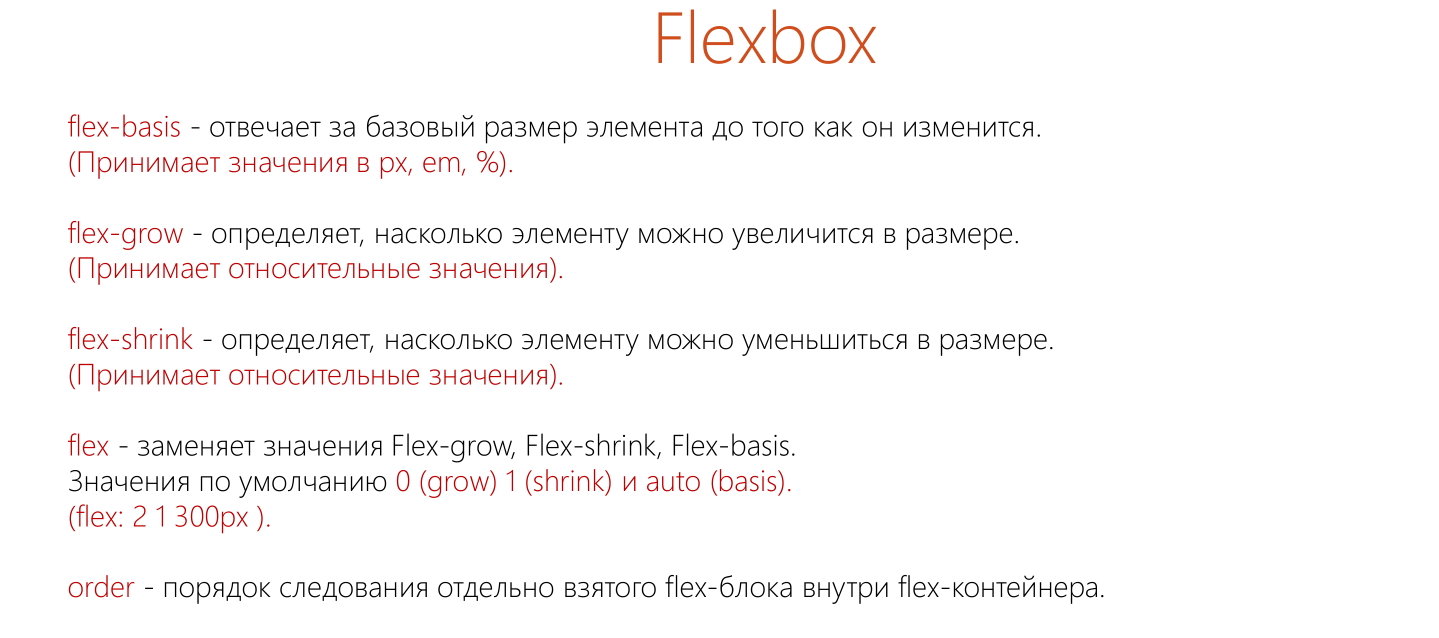 Flexbox
flex-basis - отвечает за базовый размер элемента до того как он изменится.
(Принимает значения в px, em, %).
flex-grow - определяет, насколько элементу можно увеличится в размере.
(Принимает относительные значения).
flex-shrink - определяет, насколько элементу можно уменьшиться в размере.
(Принимает относительные значения).
flex - заменяет значения Flex-grow, Flex-shrink, Flex-basis.
Значения по умолчанию 0 (grow) 1 (shrink) и auto (basis).
(flex: 2 1 300px ).
order - порядок следования отдельно взятого flex-блока внутри flex-контейнера.